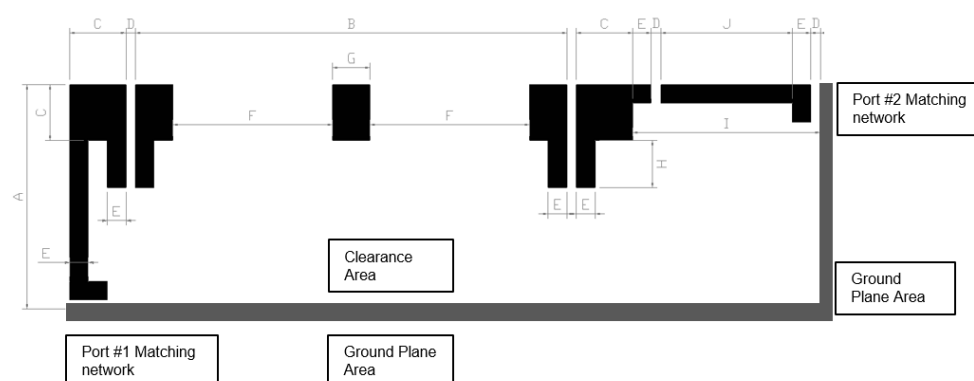 C D B C E D J E D
G
C
F F
I
A
H
E E E
E
Port #2 Matching
network
Clearance
Area
Ground
Plane Area
Port #1 Matching
network
Ground Plane
Area